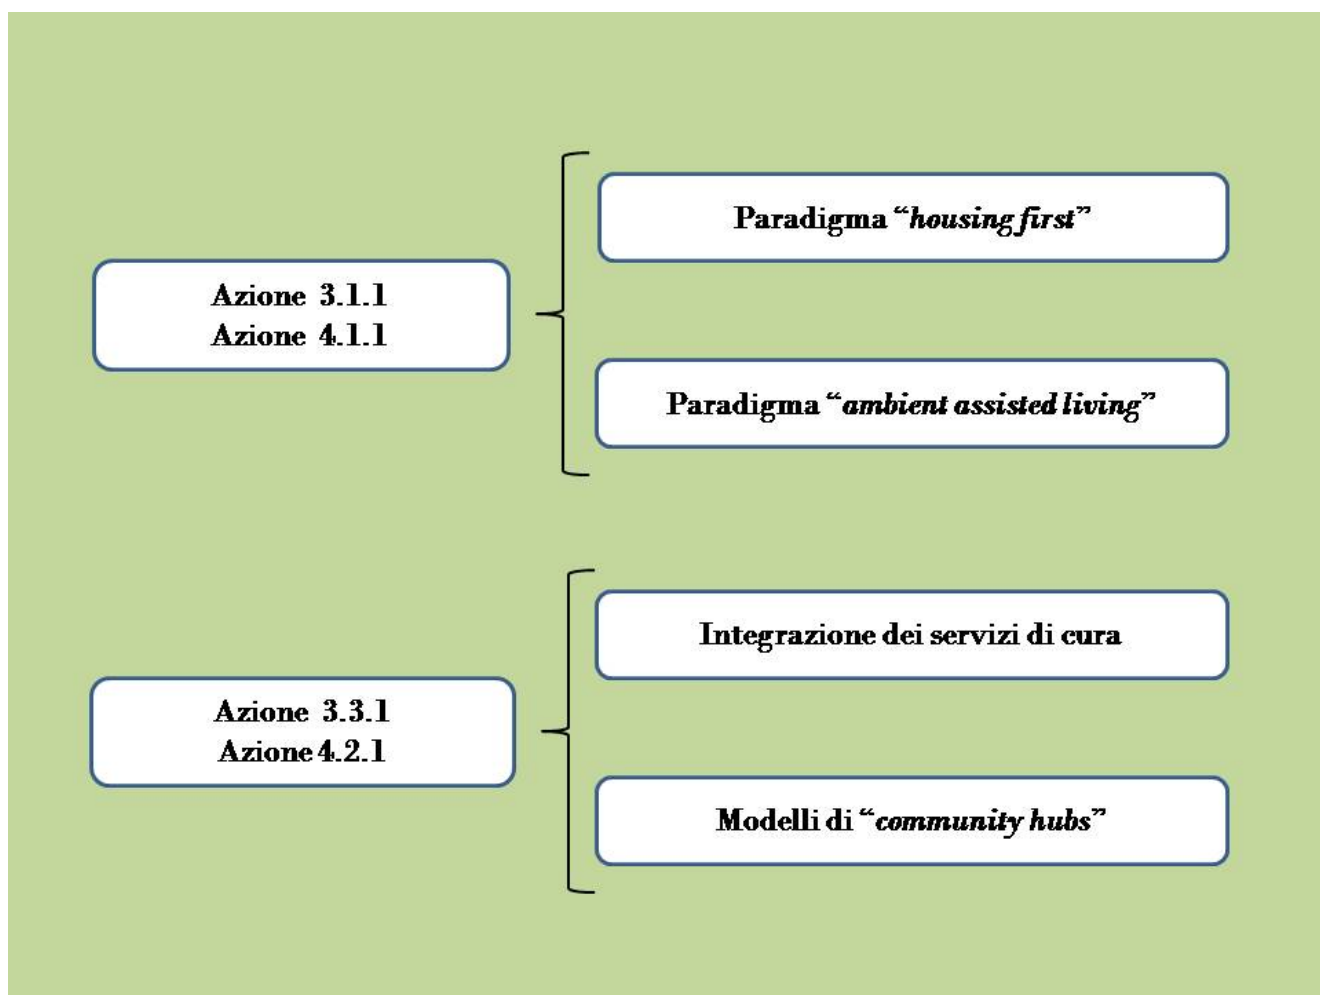 Azione 3.1.1
Azione 4.1.1
Paradigma “housing first”
Paradigma “ambient assisted living”
Azione 3.3.1
Azione 4.2.1
Integrazione dei servizi di cura
Modelli di “community hubs”